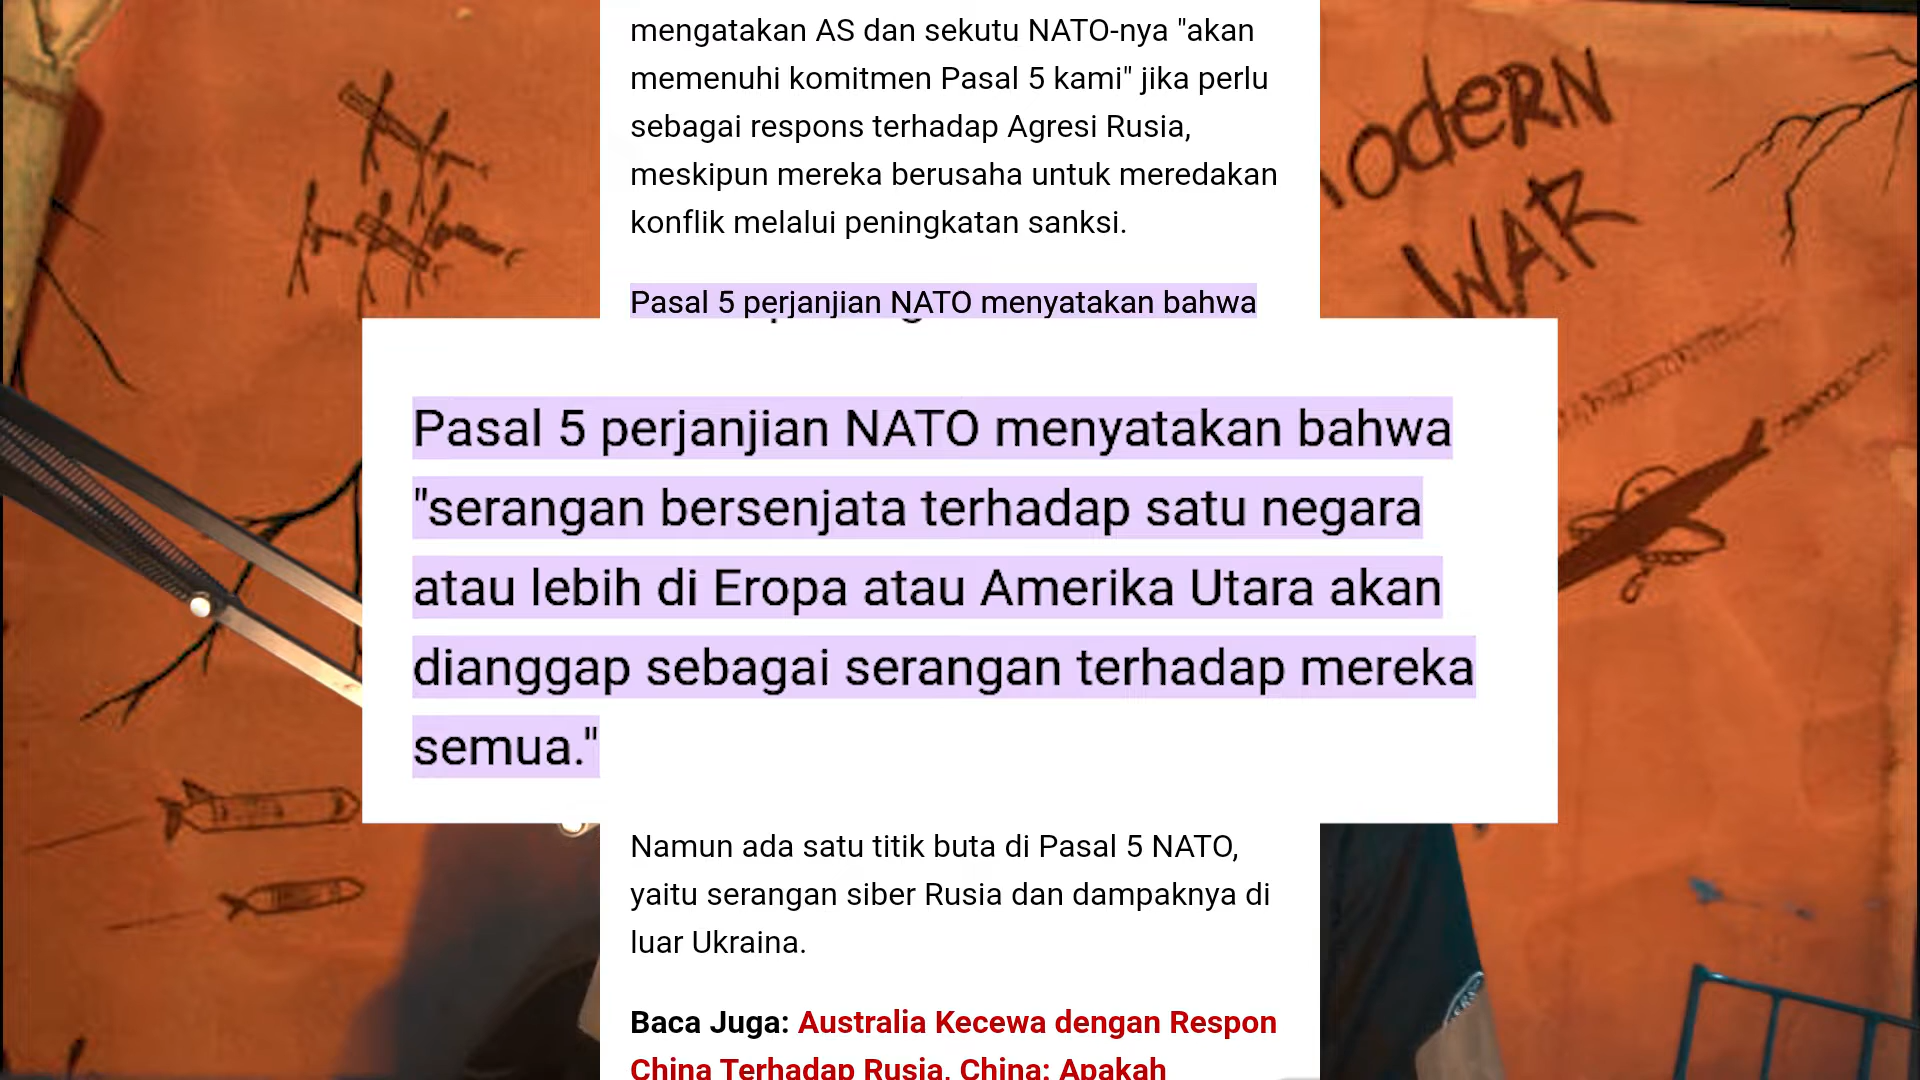 mengatakan AS dan sekutu NATO-nya "akan
memenuhi komitmen Pasal 5 kami" jika perlu
sebagai respons terhadap Agresi Rusia,
meskipun mereka berusaha untuk meredakan
konflik melalui peningkatan sanksi.
Pasal 5 perjanjian NATO menyatakan bahwa
Pasal 5 perjanjian NATO menyatakan bahwa
"serangan bersenjata terhadap satu negara
atau lebih di Eropa atau Amerika Utara akan
dianggap sebagai serangan terhadap mereka
semua."
Namun ada satu titik buta di Pasal 5 NATO,
yaitu serangan siber Rusia dan dampaknya di
luar Ukraina.
Baca Juga: Australia Kecewa dengan Respon
China Terhadap Rusia, China: Apakah
WAR